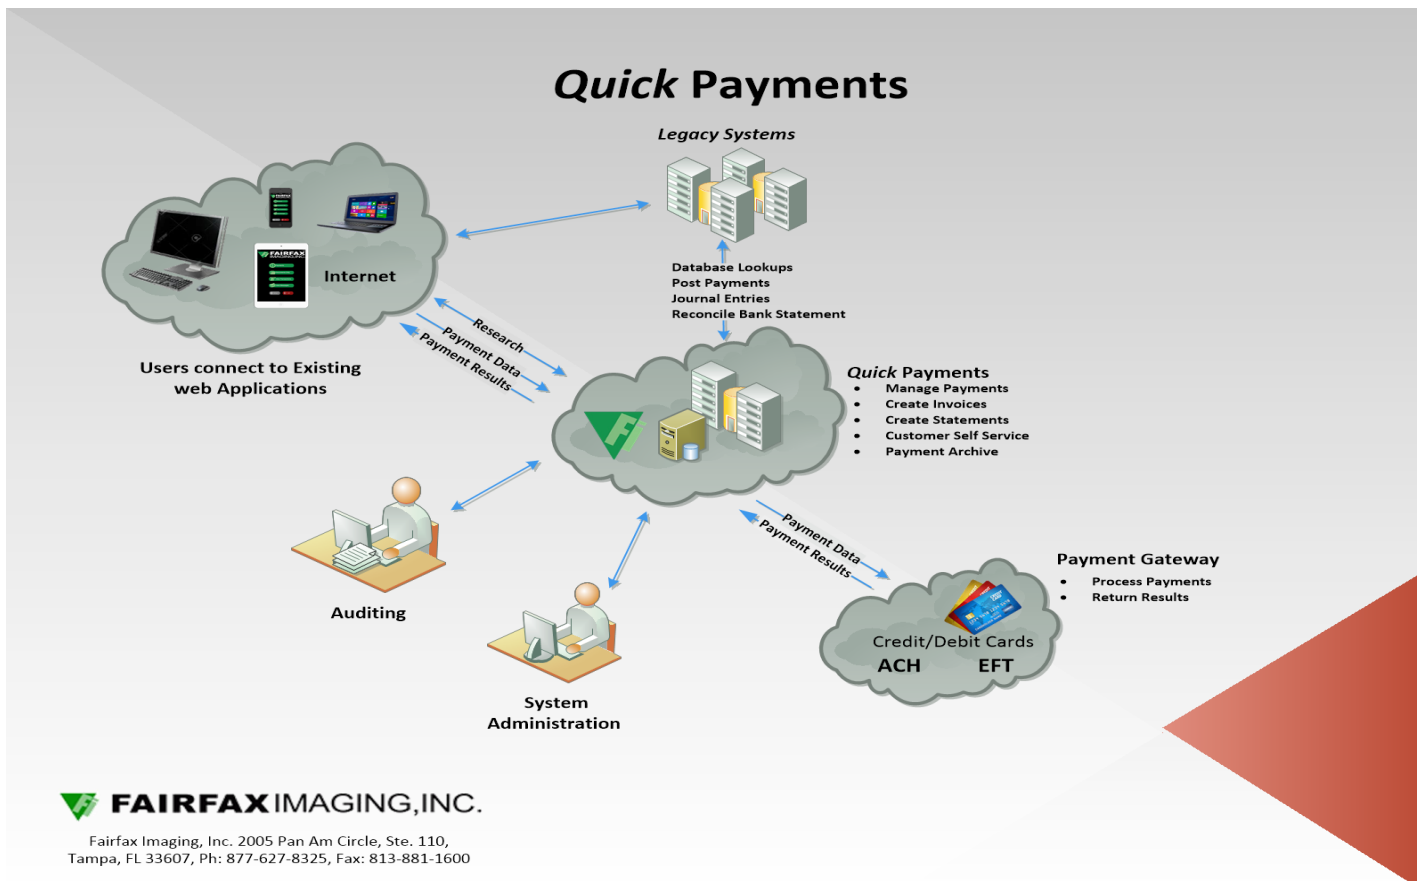 Quick Payments
Legacy Systems
FAIRFAX
FAIRFAX
IMAGING, INC.
Internet
Database Lookups
Post Payments
Journal Entries
Reconcile Bank Statement
Users connect to Existing
web Applications
Research
Payment Data
Payment Results
Quick Payments
• Manage Payments
• Create Invoices
• Create Statements
• Customer Self Service
• Payment Archive
Payment Data
Payment Results
Auditing
System
Administration
Payment Gateway
• Process Payments
• Return Results
Credit/Debit Cards
ACH EFT
FAIRFAX IMAGING,INC.
Fairfax Imaging, Inc. 2005 Pan Am Circle, Ste. 110,
Tampa, FL 33607, Ph: 877-627-8325, Fax: 813-881-1600